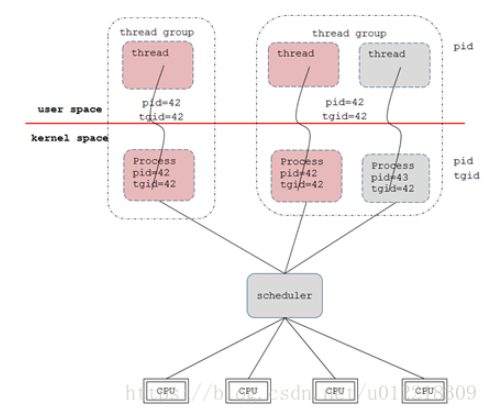 thread group
thread group
pid
thread
thread
thread
pid=42
tgid=42
pid=42
tgid=42
user space
kernel space
Process
pid=42
tgid=42
Process
pid=42
tgid=42
Process
pid=43
tgid=42
pid
tgid
scheduler
CPU
CPU
CPU
CPU